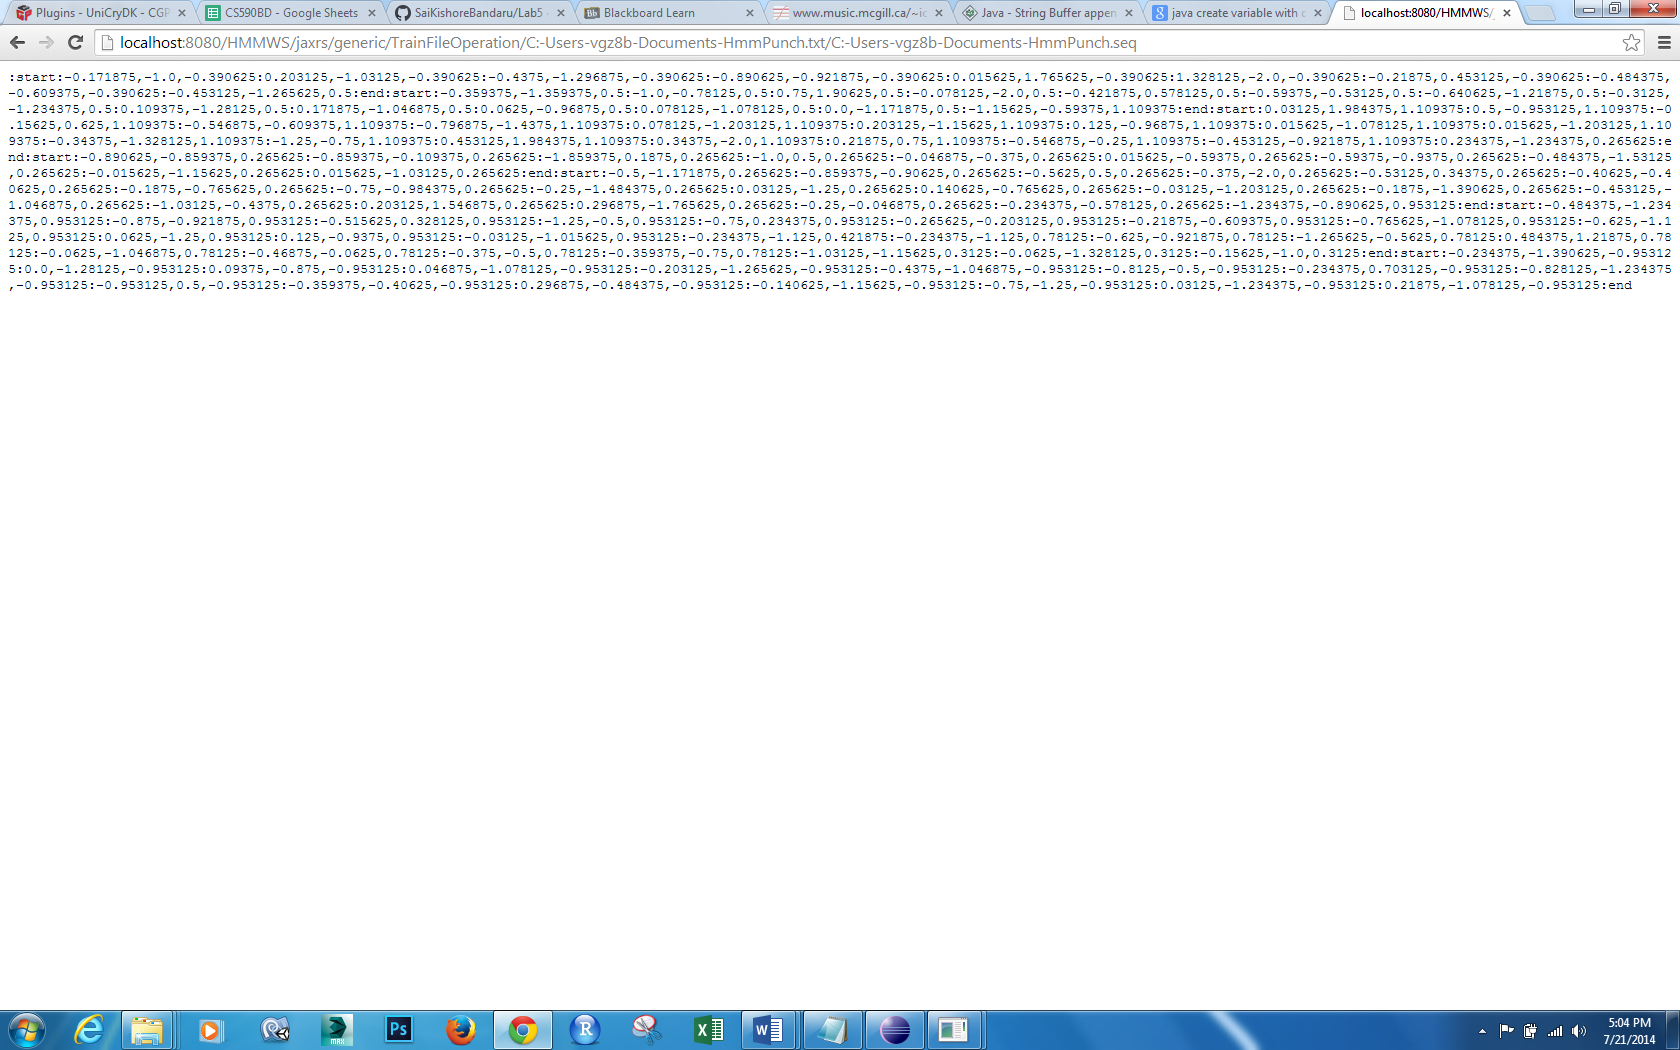 Plugins - UniCryDK - CGP
CS590BD - Google Sheets
SaiKishoreBandaru/Lab5
Blackboard Learn
www.music.mcgill.ca/~ic
Java - String Buffer appen
java create variable with c
localhost:8080/HMMWS/
localhost:8080/HMMWS/jaxrs/generic/TrainFileOperation/C:-Users-vgz8b-Documents-HmmPunch.txt/C:-Users-vgz8b-Documents-HmmPunch.seq
:start:-0.171875,-1.0,-0.390625:0.203125,-1.03125,-0.390625:-0.4375,-1.296875,-0.390625:-0.890625,-0.921875,-0.390625:0.015625,1.765625,-0.390625:1.328125,-2.0,-0.390625:-0.21875,0.453125,-0.390625:-0.484375,
-0.609375,-0.390625:-0.453125,-1.265625,0.5:end:start:-0.359375,-1.359375,0.5:-1.0,-0.78125,0.5:0.75,1.90625,0.5:-0.078125,-2.0,0.5:-0.421875,0.578125,0.5:-0.59375,-0.53125,0.5:-0.640625,-1.21875,0.5:-0.3125,
-1.234375,0.5:0.109375,-1.28125,0.5:0.171875,-1.046875,0.5:0.0625,-0.96875,0.5:0.078125,-1.078125,0.5:0.0,-1.171875,0.5:-1.15625,-0.59375,1.109375:end:start:0.03125,1.984375,1.109375:0.5,-0.953125,1.109375:-0
.15625,0.625,1.109375:-0.546875,-0.609375,1.109375:-0.796875,-1.4375,1.109375:0.078125,-1.203125,1.109375:0.203125,-1.15625,1.109375:0.125,-0.96875,1.109375:0.015625,-1.078125,1.109375:0.015625,-1.203125,1.10
9375:-0.34375,-1.328125,1.109375:-1.25,-0.75,1.109375:0.453125,1.984375,1.109375:0.34375,-2.0,1.109375:0.21875,0.75,1.109375:-0.546875,-0.25,1.109375:-0.453125,-0.921875,1.109375:0.234375,-1.234375,0.265625:e
nd:start:-0.890625,-0.859375,0.265625:-0.859375,-0.109375,0.265625:-1.859375,0.1875,0.265625:-1.0,0.5,0.265625:-0.046875,-0.375,0.265625:0.015625,-0.59375,0.265625:-0.59375,-0.9375,0.265625:-0.484375,-1.53125
,0.265625:-0.015625,-1.15625,0.265625:0.015625,-1.03125,0.265625:end:start:-0.5,-1.171875,0.265625:-0.859375,-0.90625,0.265625:-0.5625,0.5,0.265625:-0.375,-2.0,0.265625:-0.53125,0.34375,0.265625:-0.40625,-0.4
0625,0.265625:-0.1875,-0.765625,0.265625:-0.75,-0.984375,0.265625:-0.25,-1.484375,0.265625:0.03125,-1.25,0.265625:0.140625,-0.765625,0.265625:-0.03125,-1.203125,0.265625:-0.1875,-1.390625,0.265625:-0.453125,-
1.046875,0.265625:-1.03125,-0.4375,0.265625:0.203125,1.546875,0.265625:0.296875,-1.765625,0.265625:-0.25,-0.046875,0.265625:-0.234375,-0.578125,0.265625:-1.234375,-0.890625,0.953125:end:start:-0.484375,-1.234
375,0.953125:-0.875,-0.921875,0.953125:-0.515625,0.328125,0.953125:-1.25,-0.5,0.953125:-0.75,0.234375,0.953125:-0.265625,-0.203125,0.953125:-0.21875,-0.609375,0.953125:-0.765625,-1.078125,0.953125:-0.625,-1.1
25,0.953125:0.0625,-1.25,0.953125:0.125,-0.9375,0.953125:-0.03125,-1.015625,0.953125:-0.234375,-1.125,0.421875:-0.234375,-1.125,0.78125:-0.625,-0.921875,0.78125:-1.265625,-0.5625,0.78125:0.484375,1.21875,0.78
125:-0.0625,-1.046875,0.78125:-0.46875,-0.0625,0.78125:-0.375,-0.5,0.78125:-0.359375,-0.75,0.78125:-1.03125,-1.15625,0.3125:-0.0625,-1.328125,0.3125:-0.15625,-1.0,0.3125:end:start:-0.234375,-1.390625,-0.95312
5:0.0,-1.28125,-0.953125:0.09375,-0.875,-0.953125:0.046875,-1.078125,-0.953125:-0.203125,-1.265625,-0.953125:-0.4375,-1.046875,-0.953125:-0.8125,-0.5,-0.953125:-0.234375,0.703125,-0.953125:-0.828125,-1.234375
,-0.953125:-0.953125,0.5,-0.953125:-0.359375,-0.40625,-0.953125:0.296875,-0.484375,-0.953125:-0.140625,-1.15625,-0.953125:-0.75,-1.25,-0.953125:0.03125,-1.234375,-0.953125:0.21875,-1.078125,-0.953125:end
5:04 PM
7/21/2014